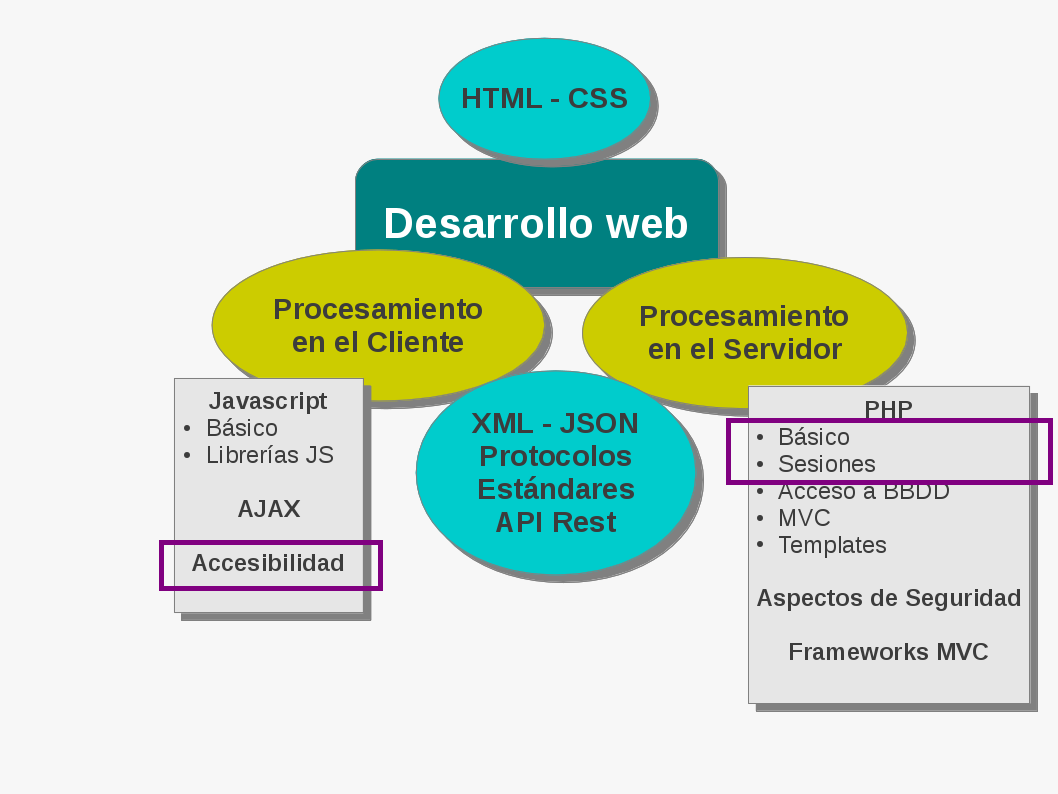 HTML - CSS
Desarrollo web
Procesamiento
en el Cliente
Procesamiento
en el Servidor
Javascript
• Básico
• Librerías JS
AJAX
Accesibilidad
XML - JSON
Protocolos
Estándares
API Rest
PHP
• Básico
• Sesiones
• Acceso a BBDD
• MVC
• Templates
Aspectos de Seguridad
Frameworks MVC